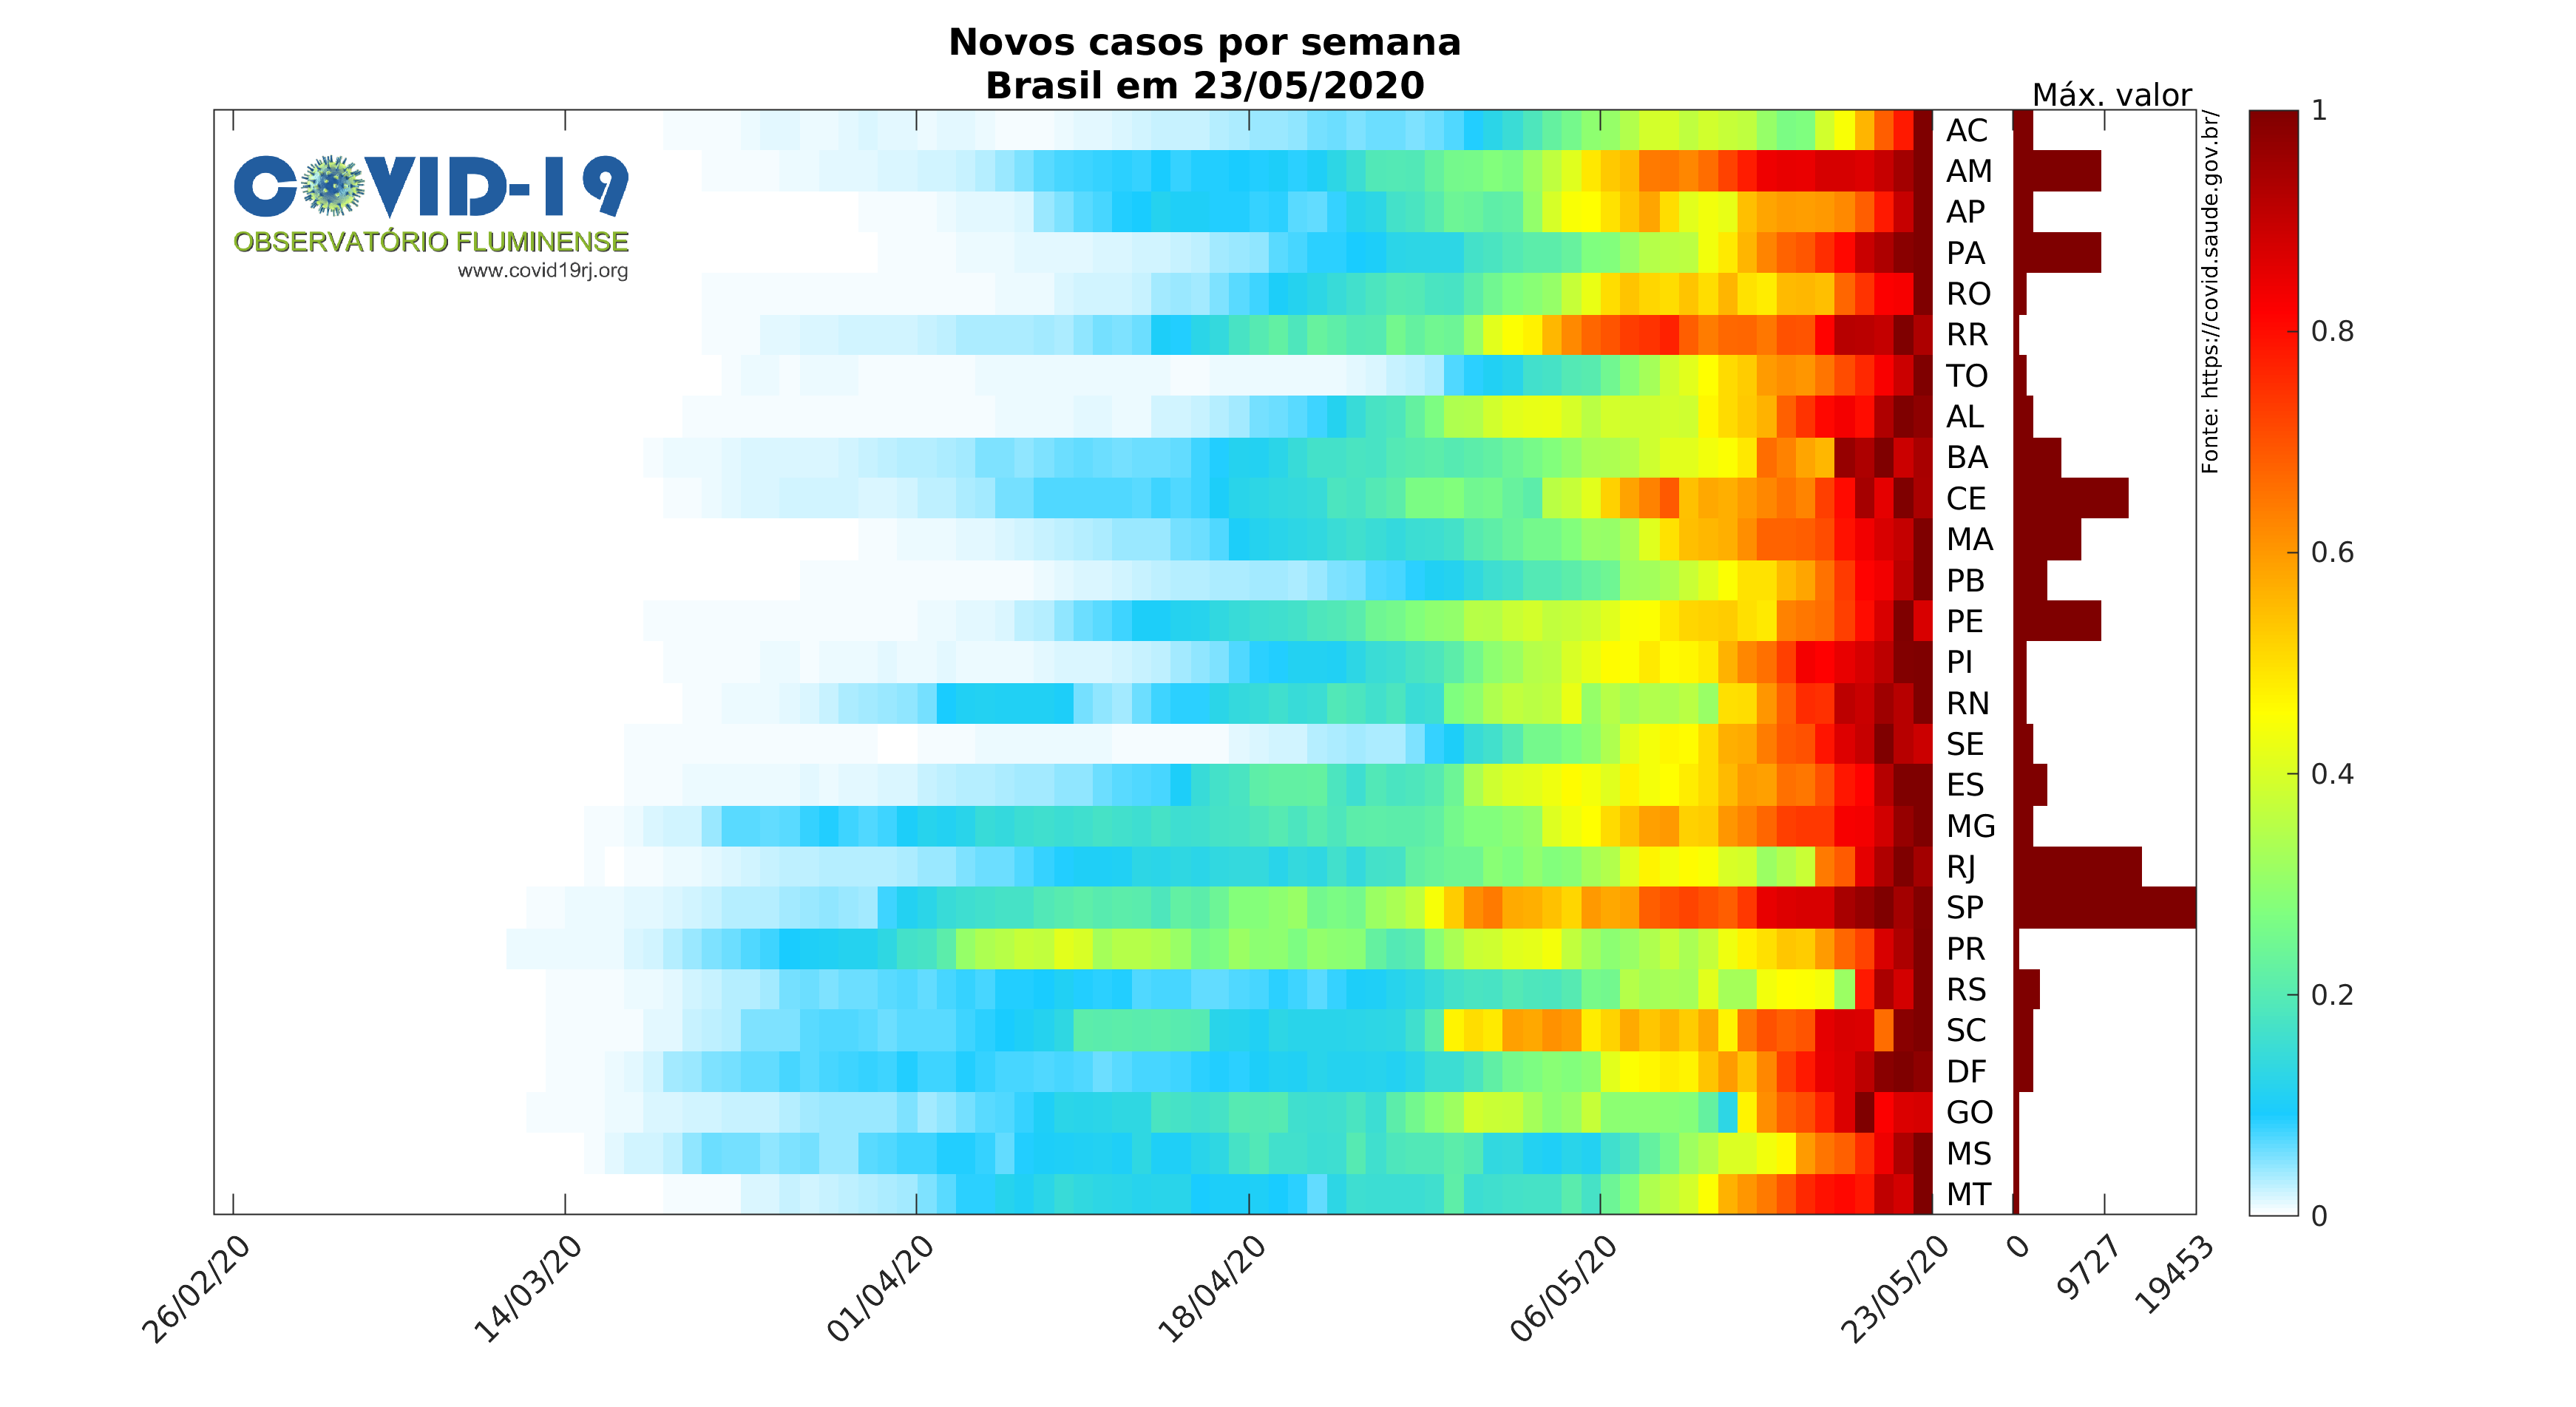 Novos casos por semana
Brasil em 23/05/2020
Máx. valor
COVID-19
OBSERVATÓRIO FLUMINENSE
www.covid19rj.org
AC
AM
AP
PA
RO
RR
TO
AL
BA
CE
MA
PB
PE
PI
RN
SE
ES
MG
RJ
SP
PR
RS
SC
DF
GO
MS
MT
Fonte: https://covid.saude.gov.br/
1
0.8
0.6
0.4
0.2
0
26/02/20
14/03/20
01/04/20
18/04/20
06/05/20
23/05/20
0
9727
19453